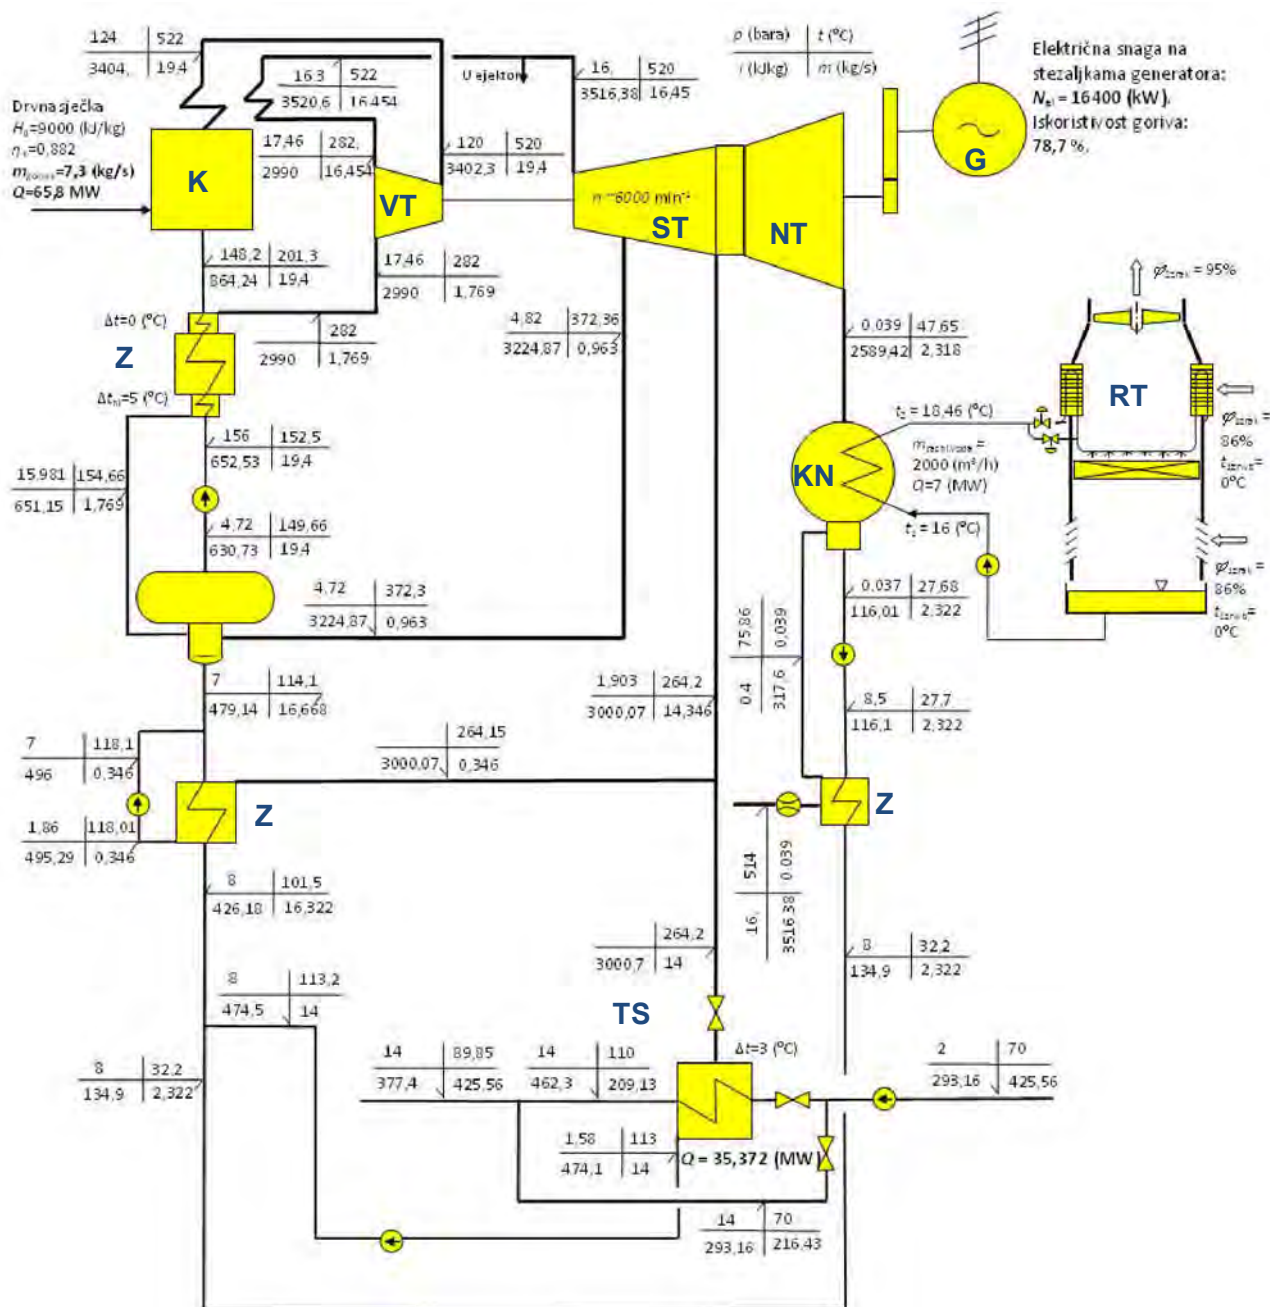 124 522
3404, 19,4
Drvna sječka
=9000 (kJ/kg)
=0,882
=7,3 (kg/s)
Q=65,8 MW
K
16.3 522
3520,6 16,454
U ejektor
17,46 282,
2990 16,454
VT
120 520
3402,3 19,4
16, 520
3516,38 16,45
p (bara) t (°C)
i (kJkg) m (kg/s)
n =6000 min⁻¹
ST
NT
G
Električna snaga na
stezaljkama generatora:
= 16400 (kW).
Iskoristivost goriva:
78,7 %.
148,2 201,3
864,24 19,4
17,46 282
2990 1,769
Δt=0 (°C)
Z
282
2990 1,769
=5 (°C)
4,82 372,36
3224,87 0,963
0,039 47,65
2589,42 2,318
= 95%
RT
=
86%
=
0°C
156 152,5
652,53 19,4
15,981 154,66
651,15 1,769
4,72 149,66
630,73 19,4
= 18,46 (°C)
KN
=
2000 (m³/h)
Q=7 (MW)
= 16 (°C)
=
86%
=
0°C
4,72 372,3
3224,87 0,963
0,037 27,68
116,01 2,322
75,86 0,039
0,4 317,6
7 114,1
479,14 16,668
1,903 264,2
3000,07 14,346
8,5 27,7
116,1 2,322
7 118,1
496 0,346
264,15
3000,07 0,346
Z
Z
1,86 118,01
495,29 0,346
514 0,039
16, 3516,38
8 101,5
426,18 16,322
264,2
3000,7 14
8 32,2
134,9 2,322
8 113,2
474,5 14
TS
8 32,2
134,9 2,322
14 89,85
377,4 425,56
14 110
462,3 209,13
Δt=3 (°C)
2 70
293,16 425,56
1,58 113
474,1 14
Q = 35,372 (MW)
14 70
293,16 216,43